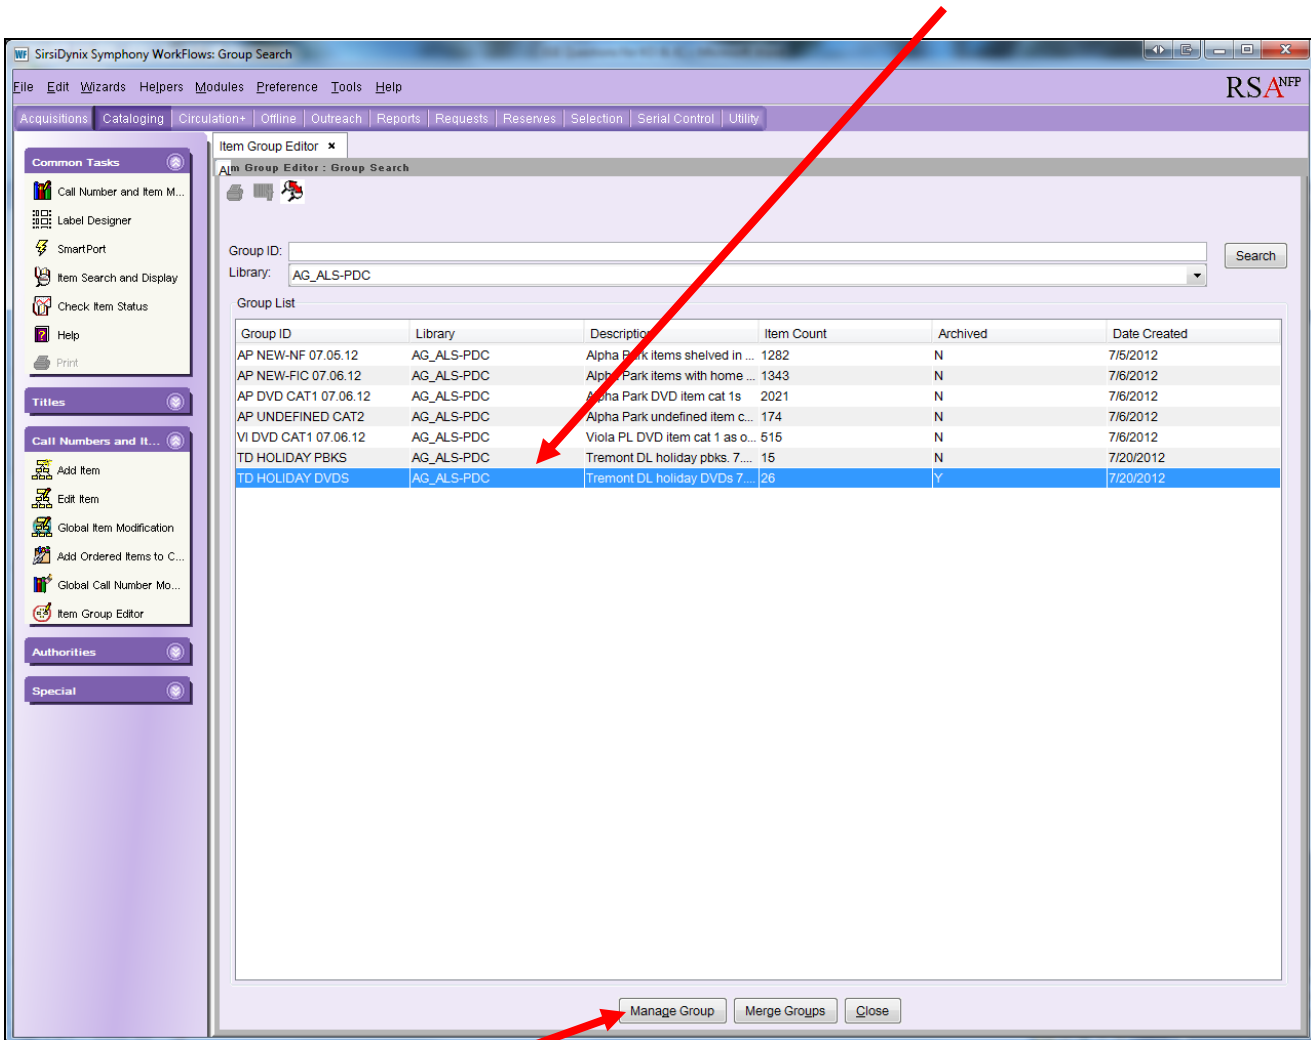 WF SirsiDynix Symphony WorkFlows: Group Search
File Edit Wizards Helpers Modules Preference Tools Help
RSANFP
Acquisitions Cataloging Circulation+ Offline Outreach Reports Requests Reserves Selection Serial Control Utility
Common Tasks
Call Number and Item M...
Label Designer
SmartPort
Item Search and Display
Check Item Status
Help
Print
Titles
Call Numbers and It...
Add Item
Edit Item
Global Item Modification
Add Ordered Items to C...
Global Call Number Mo...
Item Group Editor
Authorities
Special
Item Group Editor
m Group Editor : Group Search
Group ID:
Search
Library: AG_ALS-PDC
Group List
Group ID Library Description Item Count Archived Date Created
AP NEW-NF 07.05.12 AG_ALS-PDC Alpha Park items shelved in ... 1282 N 7/5/2012
AP NEW-FIC 07.06.12 AG_ALS-PDC Alpha Park items with home ... 1343 N 7/6/2012
AP DVD CAT1 07.06.12 AG_ALS-PDC Alpha Park DVD item cat 1s 2021 N 7/6/2012
AP UNDEFINED CAT2 AG_ALS-PDC Alpha Park undefined item c... 174 N 7/6/2012
VI DVD CAT1 07.06.12 AG_ALS-PDC Viola PL DVD item cat 1 as o... 515 N 7/6/2012
TD HOLIDAY PBKS AG_ALS-PDC Tremont DL holiday pbks. 7.... 15 N 7/20/2012
TD HOLIDAY DVDS AG_ALS-PDC Tremont DL holiday DVDs 7.... 26 Y 7/20/2012
Manage Group Merge Groups Close